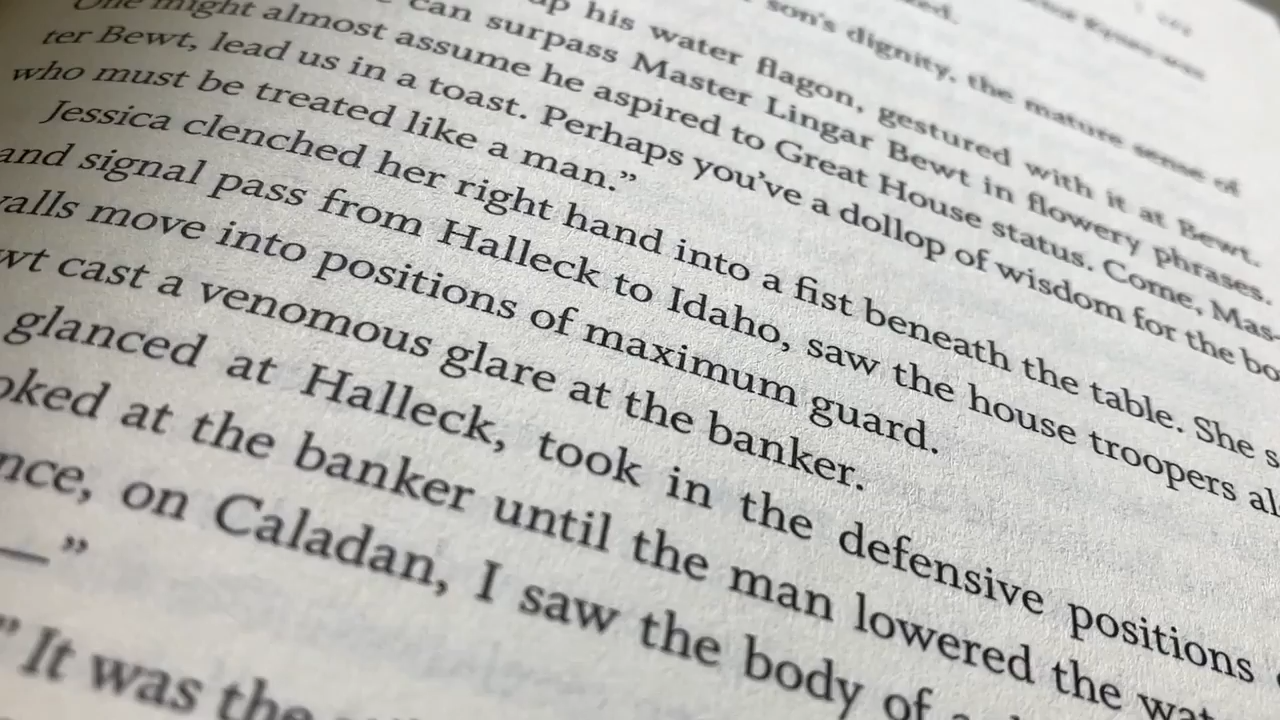 son's dignity, the mature sense of
up his water flagon, gestured with it at Bewt.
can surpass Master Lingar Bewt in flowery phrases.
One might almost assume he aspired to Great House status. Come, Mas-
ter Bewt, lead us in a toast. Perhaps you've a dollop of wisdom for the bo
who must be treated like a man.”
Jessica clenched her right hand into a fist beneath the table. She s
and signal pass from Halleck to Idaho, saw the house troopers al
valls move into positions of maximum guard.
wt cast a venomous glare at the banker.
glanced at Halleck, took in the defensive positions
oked at the banker until the man lowered the wat
nce, on Caladan, I saw the body of a
—”
” It was the